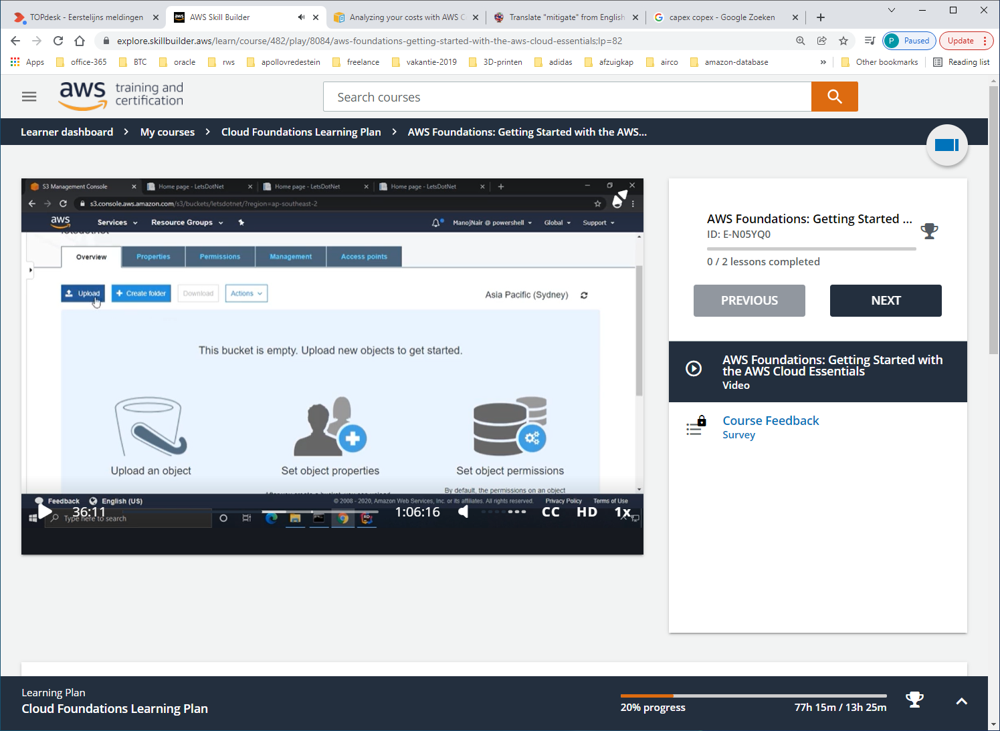 TOPdesk - Eerstelijns meldingen
AWS Skill Builder
Analyzing your costs with AWS C
Translate "mitigate" from English
capex copex - Google Zoeken
explore.skillbuilder.aws/learn/course/482/play/8084/aws-foundations-getting-started-with-the-aws-cloud-essentials;lp=82
P Paused
Update
Apps office-365 BTC oracle rws apollovredestein freelance vakantie-2019 3D-printen adidas afzuigkap airco amazon-database » Other bookmarks Reading list
aws training and certification
Search courses
Learner dashboard > My courses > Cloud Foundations Learning Plan > AWS Foundations: Getting Started with the AWS...
S3 Management Console
Home page - LetsDotNet
Home page - LetsDotNet
Home page - LetsDotNet
s3.console.aws.amazon.com/s3/buckets/letsdotnet/?region=ap-southeast-2
aws Services Resource Groups ManojNair @ powershell Global Support
letsdotnet
Overview Properties Permissions Management Access points
Upload + Create folder Download Actions
Asia Pacific (Sydney)
This bucket is empty. Upload new objects to get started.
Upload an object
Set object properties
Set object permissions
By default, the permissions on an object
Feedback English (US)
© 2008 - 2020, Amazon Web Services, Inc. or its affiliates. All rights reserved. Privacy Policy Terms of Use
Type here to search
36:11
1:06:16
CC HD 1x
AWS Foundations: Getting Started ...
ID: E-N05YQ0
0 / 2 lessons completed
PREVIOUS
NEXT
AWS Foundations: Getting Started with
the AWS Cloud Essentials
Video
Course Feedback
Survey
Learning Plan
Cloud Foundations Learning Plan
20% progress
77h 15m / 13h 25m